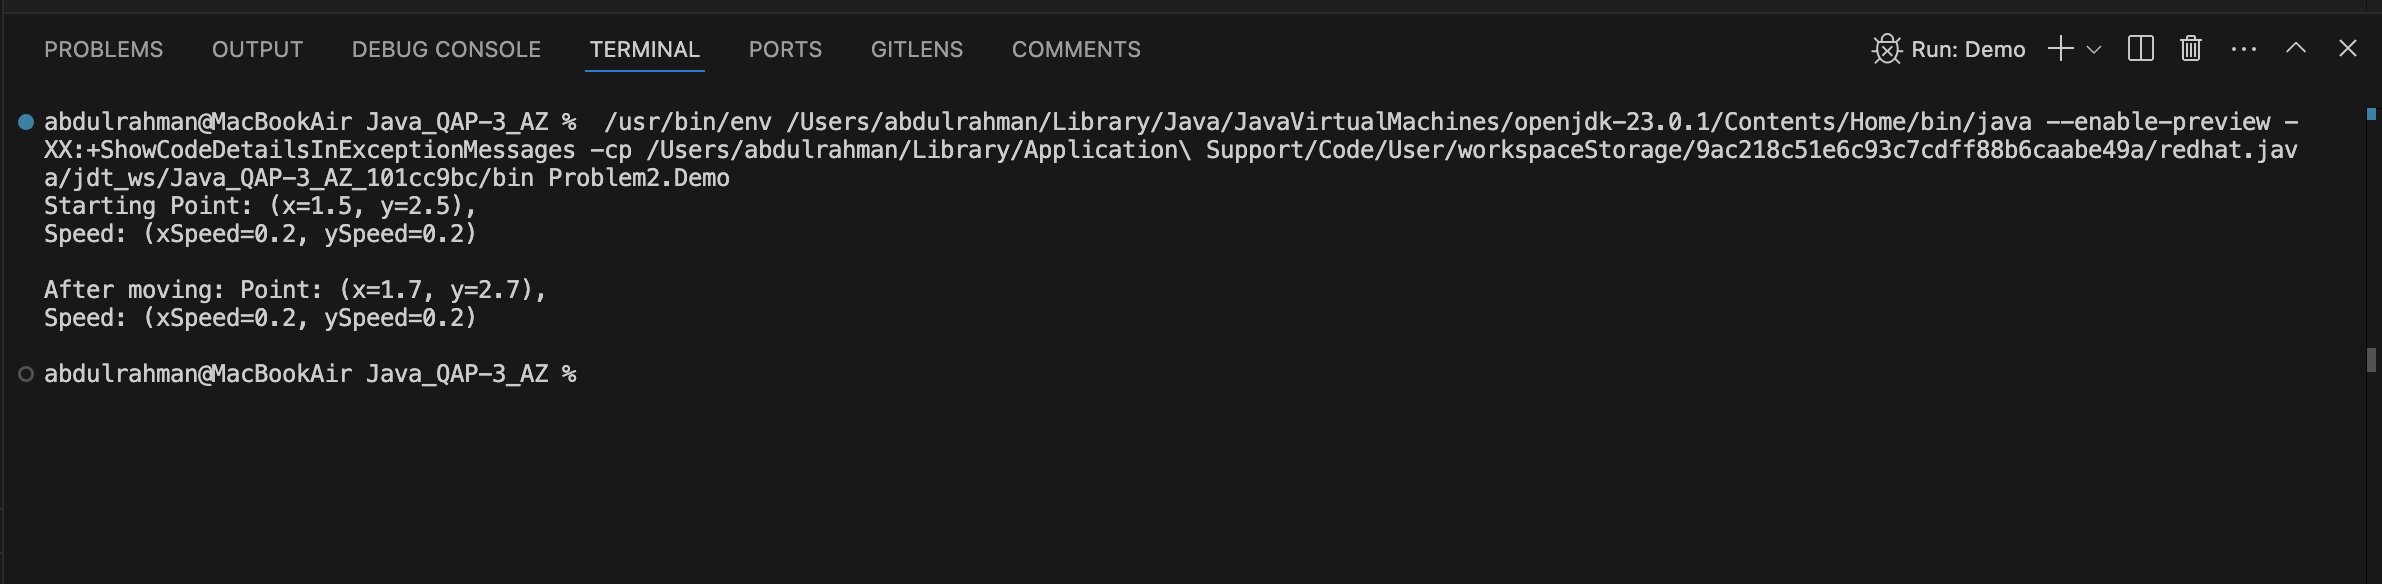 PROBLEMS OUTPUT DEBUG CONSOLE TERMINAL PORTS GITLENS COMMENTS Run: Demo
abdulrahman@MacBookAir Java_QAP-3_AZ %  /usr/bin/env /Users/abdulrahman/Library/Java/JavaVirtualMachines/openjdk-23.0.1/Contents/Home/bin/java --enable-preview -
XX:+ShowCodeDetailsInExceptionMessages -cp /Users/abdulrahman/Library/Application\ Support/Code/User/workspaceStorage/9ac218c51e6c93c7cdff88b6caabe49a/redhat.jav
a/jdt_ws/Java_QAP-3_AZ_101cc9bc/bin Problem2.Demo
Starting Point: (x=1.5, y=2.5),
Speed: (xSpeed=0.2, ySpeed=0.2)
After moving: Point: (x=1.7, y=2.7),
Speed: (xSpeed=0.2, ySpeed=0.2)
abdulrahman@MacBookAir Java_QAP-3_AZ %